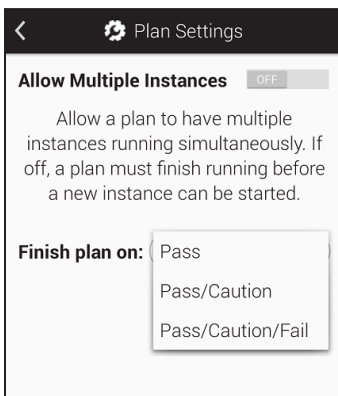 Plan Settings
Allow Multiple Instances OFF
Allow a plan to have multiple
instances running simultaneously. If
off, a plan must finish running before
a new instance can be started.
Finish plan on: Pass
Pass/Caution
Pass/Caution/Fail